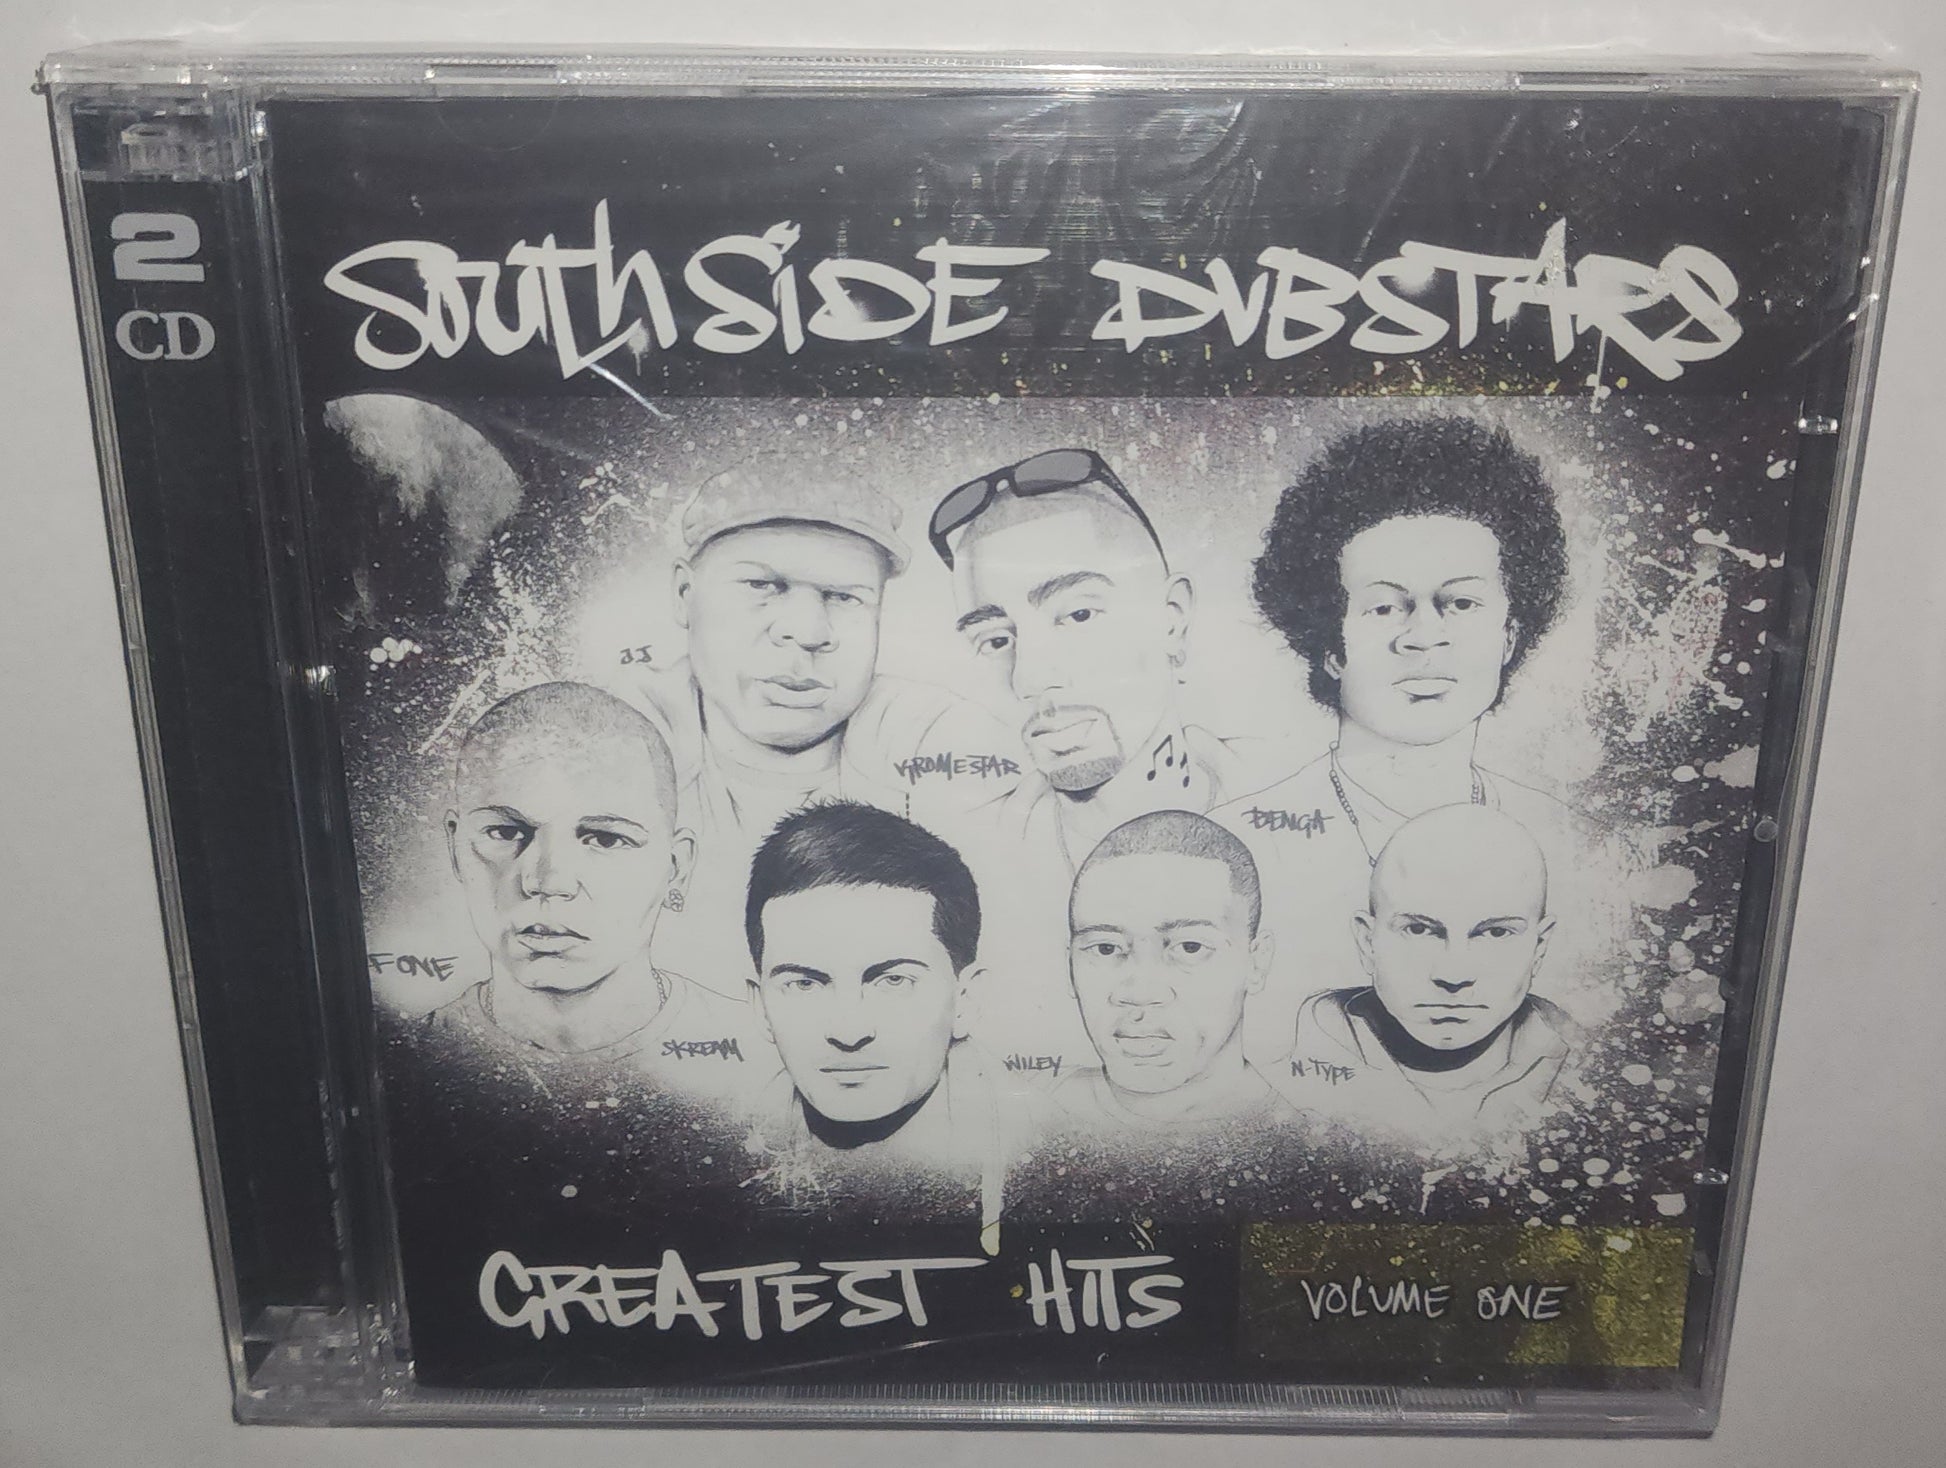 2
CD
SOUTHSIDE DUBSTARS
JJ
KROMESTAR
BENGA
FONE
SKREAM
WILEY
N-TYPE
GREATEST HITS
VOLUME ONE